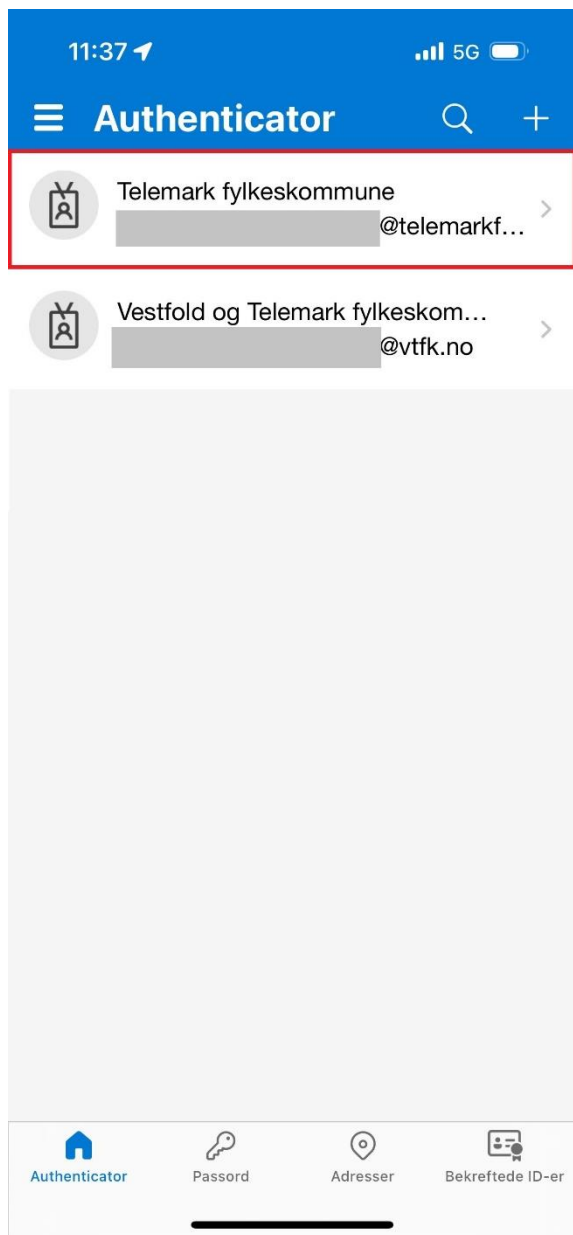 11:37
5G
Authenticator
Telemark fylkeskommune
@telemarkf...
Vestfold og Telemark fylkeskom...
@vtfk.no
Authenticator
Passord
Adresser
Bekreftede ID-er